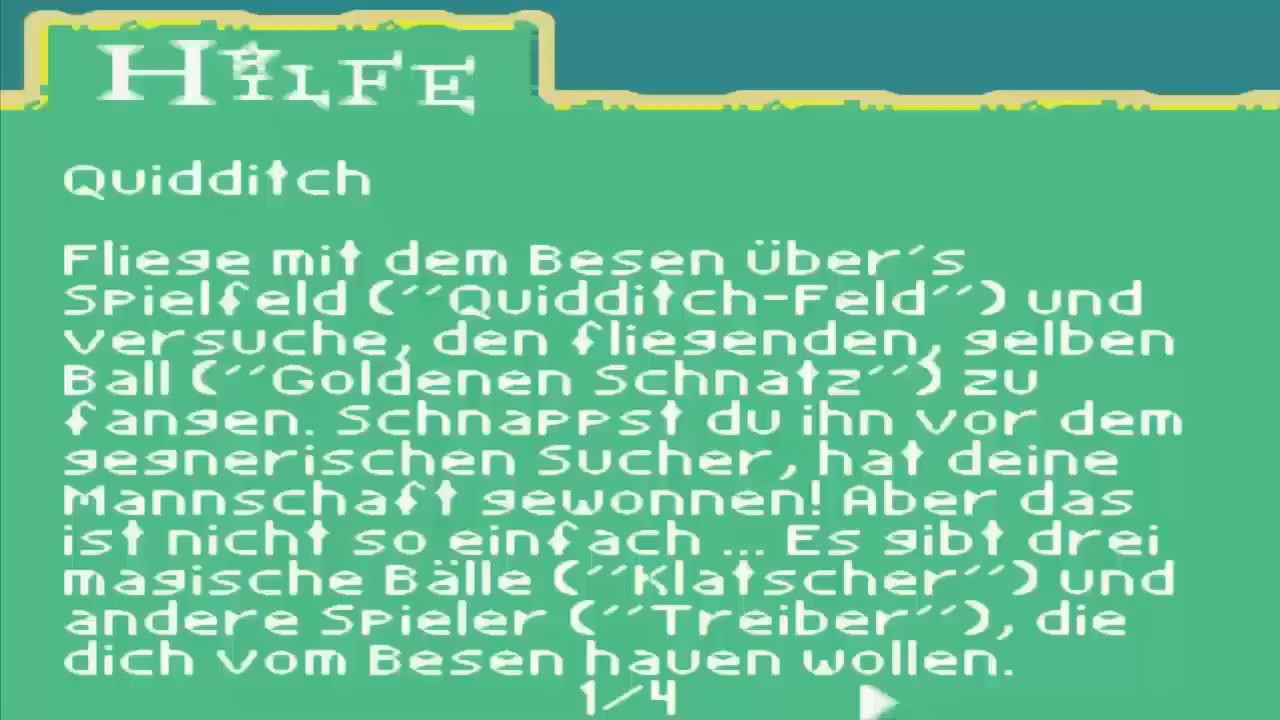 HILFE
Quidditch
Fliege mit dem Besen über's
Spielfeld (''Quidditch-Feld'') und
versuche, den fliegenden, gelben
Ball (''Goldenen Schnatz'') zu
fangen. Schnappst du ihn vor dem
gegnerischen Sucher, hat deine
Mannschaft gewonnen! Aber das
ist nicht so einfach ... Es gibt drei
magische Bälle (''Klatscher'') und
andere Spieler (''Treiber''), die
dich vom Besen hauen wollen.
1/4